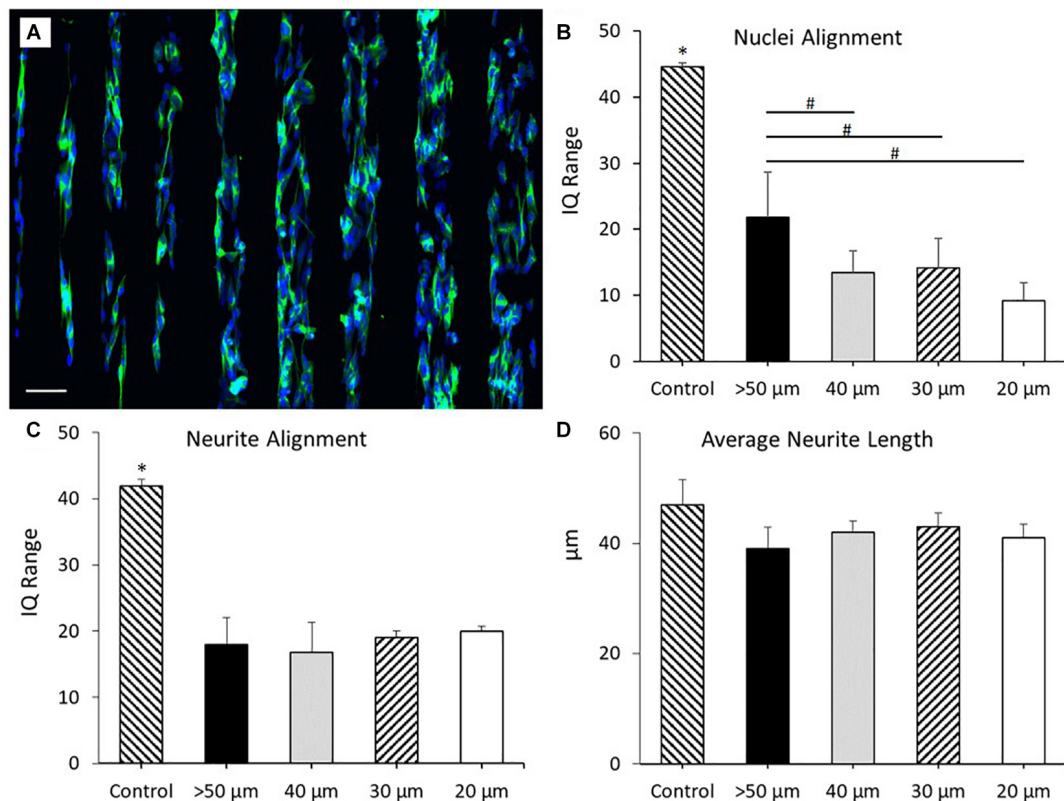 A
B
Nuclei Alignment
50
40
30
20
10
0
IQ Range
*
#
#
#
Control >50 µm 40 µm 30 µm 20 µm
C
Neurite Alignment
50
40
30
20
10
0
IQ Range
*
Control >50 µm 40 µm 30 µm 20 µm
D
Average Neurite Length
60
40
20
0
µm
Control >50 µm 40 µm 30 µm 20 µm